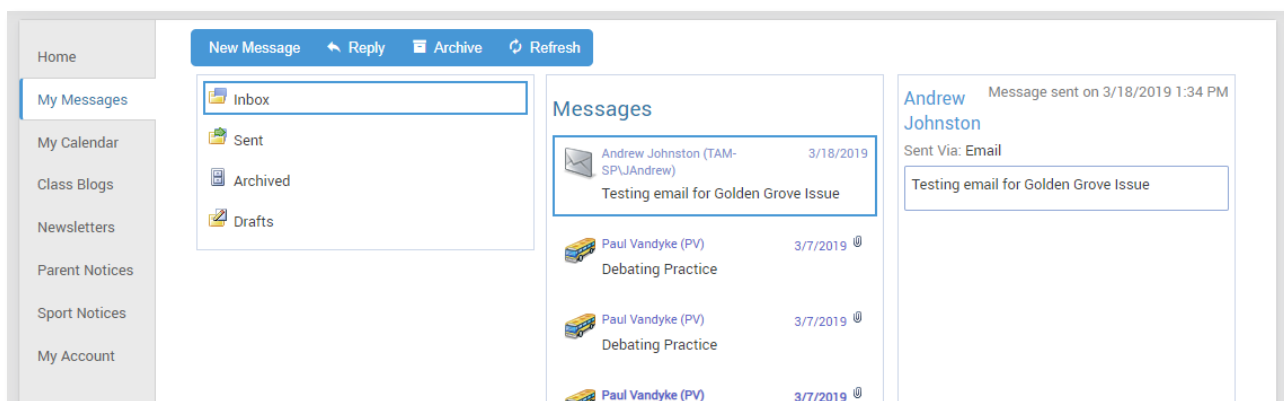 Home
My Messages
My Calendar
Class Blogs
Newsletters
Parent Notices
Sport Notices
My Account
New Message Reply Archive Refresh
Inbox
Sent
Archived
Drafts
Messages
Andrew Johnston (TAM- 3/18/2019
SP\JAndrew)
Testing email for Golden Grove Issue
Paul Vandyke (PV) 3/7/2019
Debating Practice
Paul Vandyke (PV) 3/7/2019
Debating Practice
Paul Vandyke (PV) 3/7/2019
Andrew Message sent on 3/18/2019 1:34 PM
Johnston
Sent Via: Email
Testing email for Golden Grove Issue